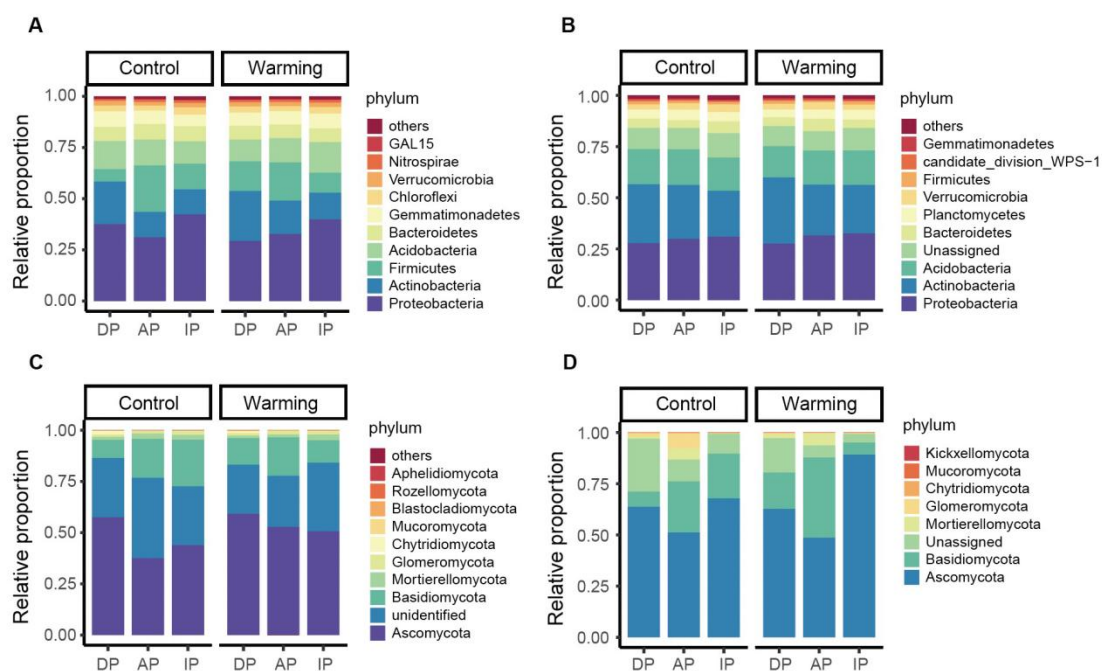 A
Control
Warming
Relative proportion
1.00
0.75
0.50
0.25
0.00
DP AP IP
DP AP IP
phylum
others
GAL15
Nitrospirae
Verrucomicrobia
Chloroflexi
Gemmatimonadetes
Bacteroidetes
Acidobacteria
Firmicutes
Actinobacteria
Proteobacteria
B
Control
Warming
Relative proportion
1.00
0.75
0.50
0.25
0.00
DP AP IP
DP AP IP
phylum
others
Gemmatimonadetes
candidate_division_WPS−1
Firmicutes
Verrucomicrobia
Planctomycetes
Bacteroidetes
Unassigned
Acidobacteria
Actinobacteria
Proteobacteria
C
Control
Warming
Relative proportion
1.00
0.75
0.50
0.25
0.00
DP AP IP
DP AP IP
phylum
others
Aphelidiomycota
Rozellomycota
Blastocladiomycota
Mucoromycota
Chytridiomycota
Glomeromycota
Mortierellomycota
Basidiomycota
unidentified
Ascomycota
D
Control
Warming
Relative proportion
1.00
0.75
0.50
0.25
0.00
DP AP IP
DP AP IP
phylum
Kickxellomycota
Mucoromycota
Chytridiomycota
Glomeromycota
Mortierellomycota
Unassigned
Basidiomycota
Ascomycota